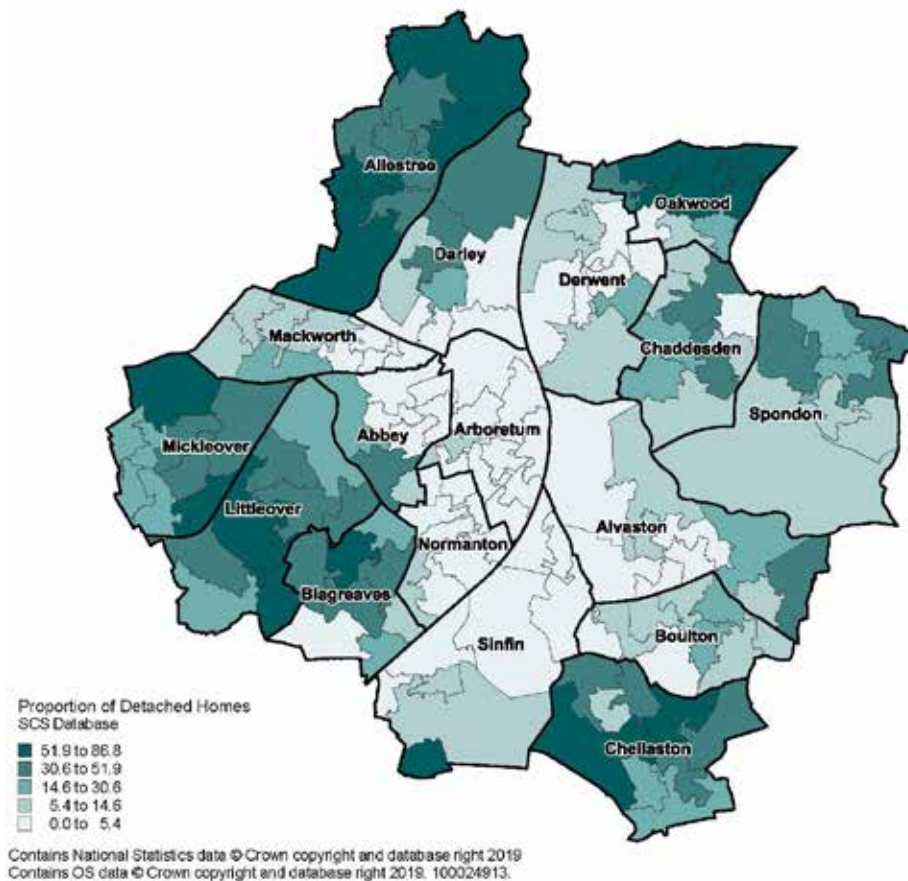 Allestree
Oakwood
Darley
Derwent
Mackworth
Chaddesden
Spondon
Abbey
Arboretum
Mickleover
Littleover
Normanton
Alvaston
Blagreaves
Boulton
Sinfin
Chellaston
Proportion of Detached Homes
SCS Database
51.9 to 86.8
30.6 to 51.9
14.6 to 30.6
5.4 to 14.6
0.0 to 5.4
Contains National Statistics data © Crown copyright and database right 2019
Contains OS data © Crown copyright and database right 2019. 100024913.